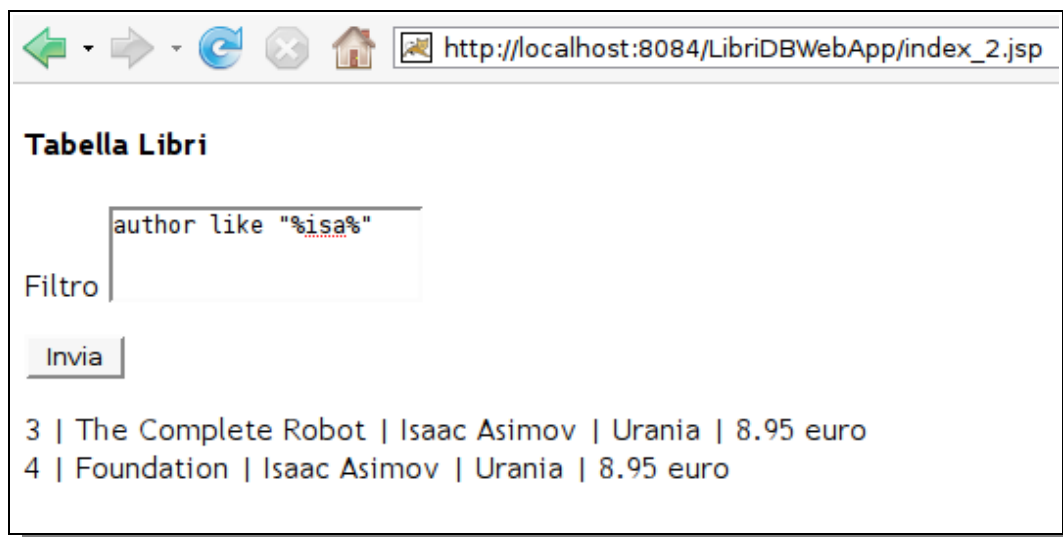 http://localhost:8084/LibriDBWebApp/index_2.jsp
Tabella Libri
author like "%isa%"
Filtro
Invia
3 | The Complete Robot | Isaac Asimov | Urania | 8.95 euro
4 | Foundation | Isaac Asimov | Urania | 8.95 euro